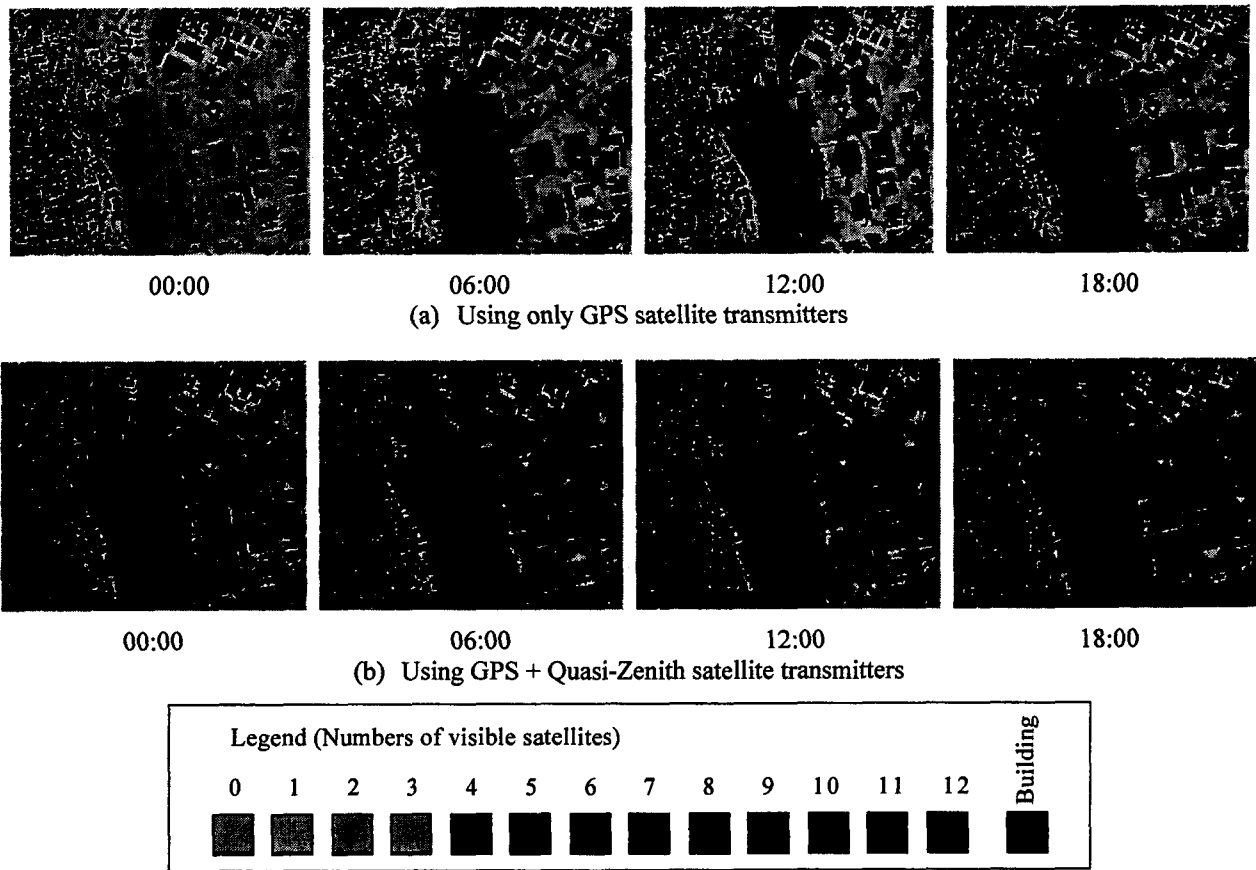 00:00 06:00 12:00 18:00
(a) Using only GPS satellite transmitters
00:00 06:00 12:00 18:00
(b) Using GPS + Quasi-Zenith satellite transmitters
Legend (Numbers of visible satellites)
0 1 2 3 4 5 6 7 8 9 10 11 12 Building